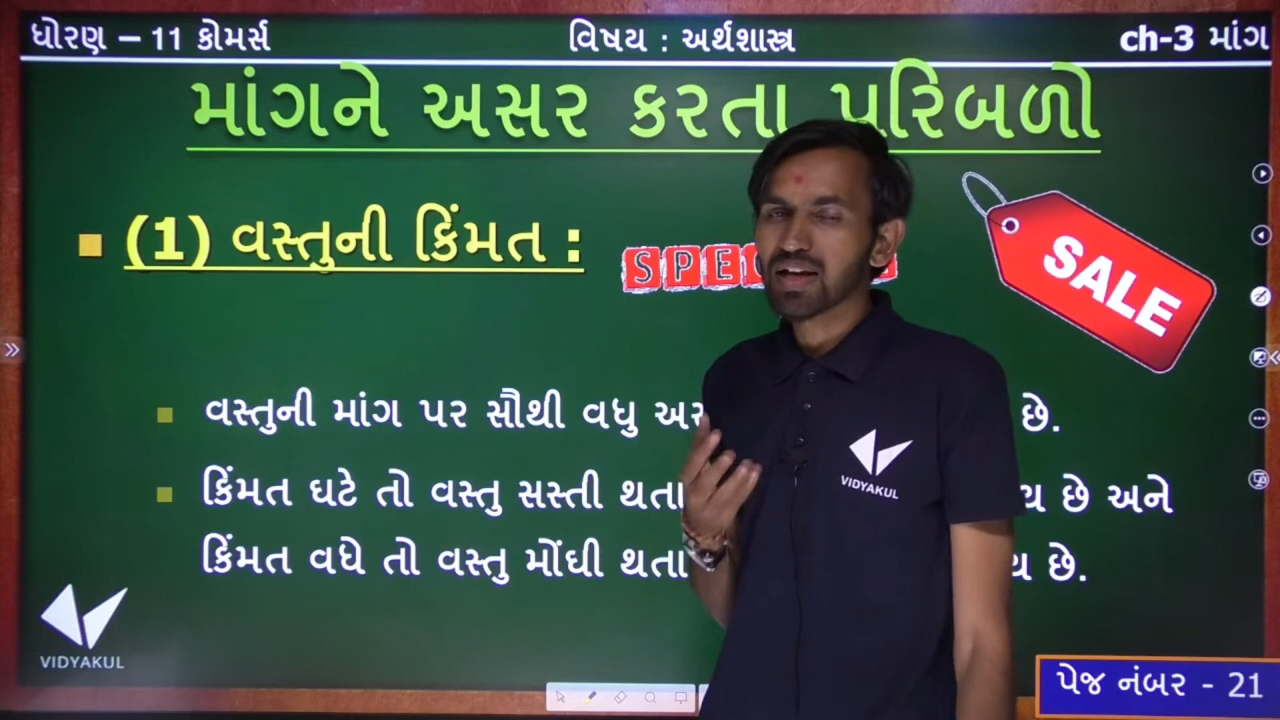 ધોરણ – 11 કોમર્સ
વિષય : અર્થશાસ્ત્ર
ch-3 માંગ
માંગને અસર કરતા પરિબળો
(1) વસ્તુની કિંમત :
SALE
વસ્તુની માંગ પર સૌથી વધુ છે.
કિંમત ઘટે તો વસ્તુ સસ્તી થતા છે અને
કિંમત વધે તો વસ્તુ મોંઘી થતા છે.
VIDYAKUL
VIDYAKUL
પેજ નંબર - 21